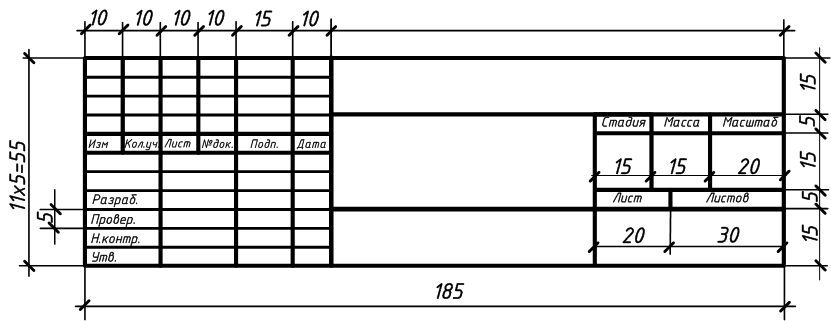 10 10 10 10 15 10
15
Стадия Масса Масштаб
5
Изм Кол.уч. Лист №док. Подп. Дата
11х5=55
15 15 20
15
Разраб.
Лист Листов
5
5
Провер.
Н.контр.
20 30
15
Утв.
185